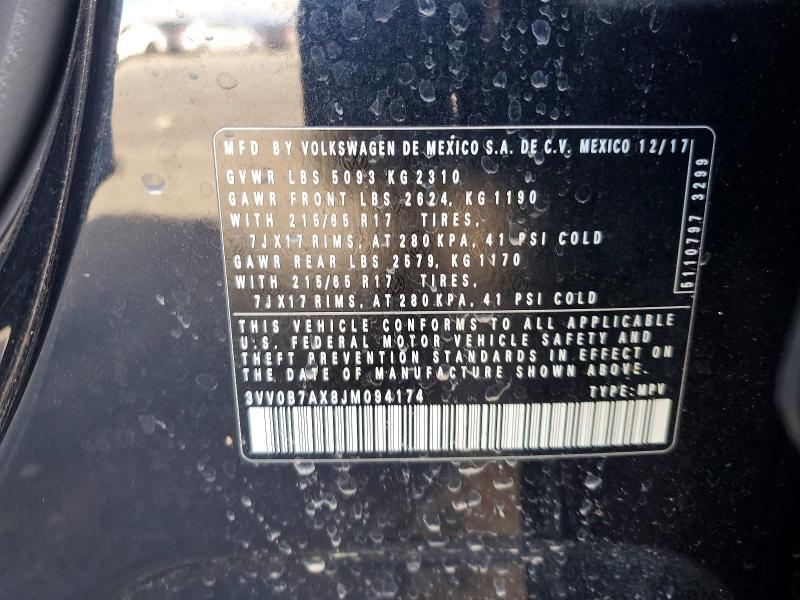 MFD BY VOLKSWAGEN DE MEXICO S.A. DE C.V. MEXICO 12/17
GVWR LBS 5093 KG 2310
GAWR FRONT LBS 2624, KG 1190
WITH 215/65 R17 TIRES,
7JX17 RIMS, AT 280 KPA, 41 PSI COLD
GAWR REAR LBS 2579, KG 1170
WITH 215/65 R17 TIRES,
7JX17 RIMS, AT 280 KPA, 41 PSI COLD
5110797 3299
THIS VEHICLE CONFORMS TO ALL APPLICABLE
U.S. FEDERAL MOTOR VEHICLE SAFETY AND
THEFT PREVENTION STANDARDS IN EFFECT ON
THE DATE OF MANUFACTURE SHOWN ABOVE.
3VV0B7AX8JM094174 TYPE:MPV